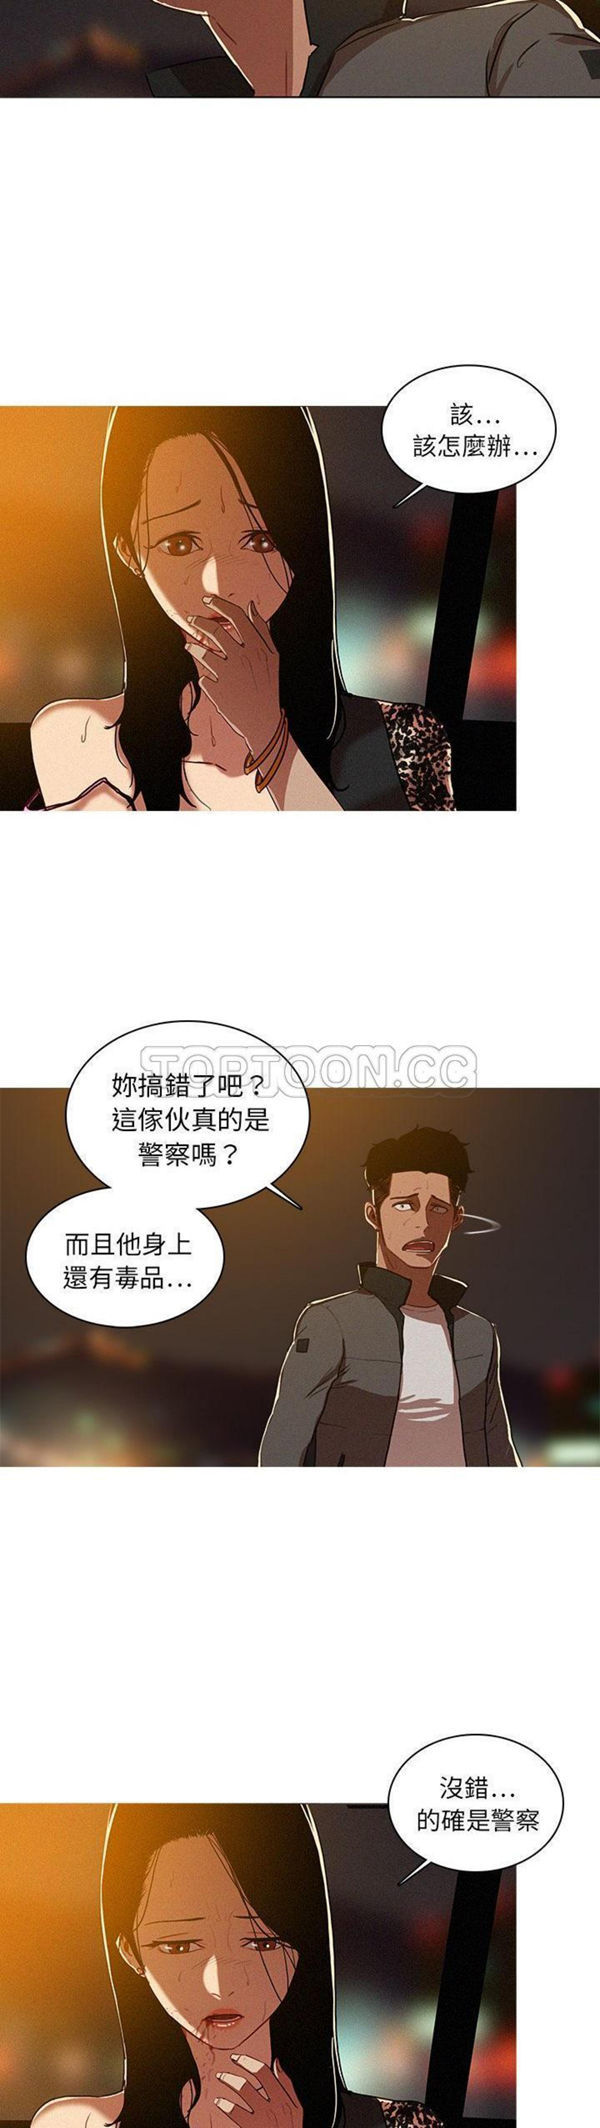 該...
該怎麼辦...
TOPTOON.CC
妳搞錯了吧？
這傢伙真的是
警察嗎？
而且他身上
還有毒品...
沒錯...
的確是警察